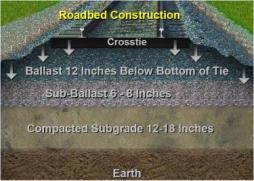 Roadbed Construction
Crosstie
Ballast 12 Inches Below Bottom of Tie
Sub-Ballast 6 - 8 Inches
Compacted Subgrade 12-18 Inches
Earth